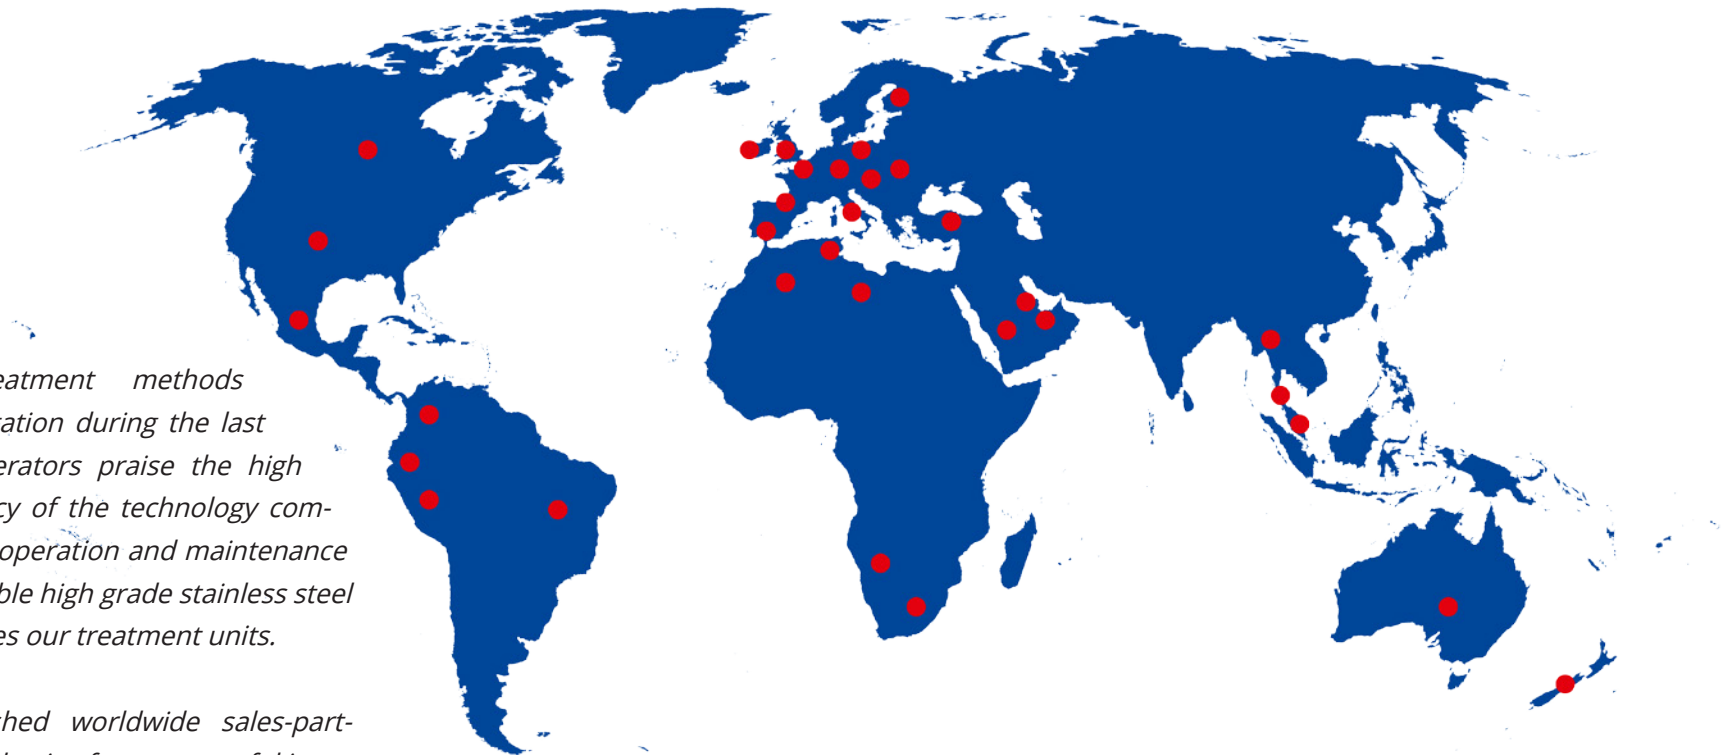 eatment methods
ation during the last
erators praise the high
cy of the technology com-
operation and maintenance
ble high grade stainless steel
es our treatment units.
hed worldwide sales-part-